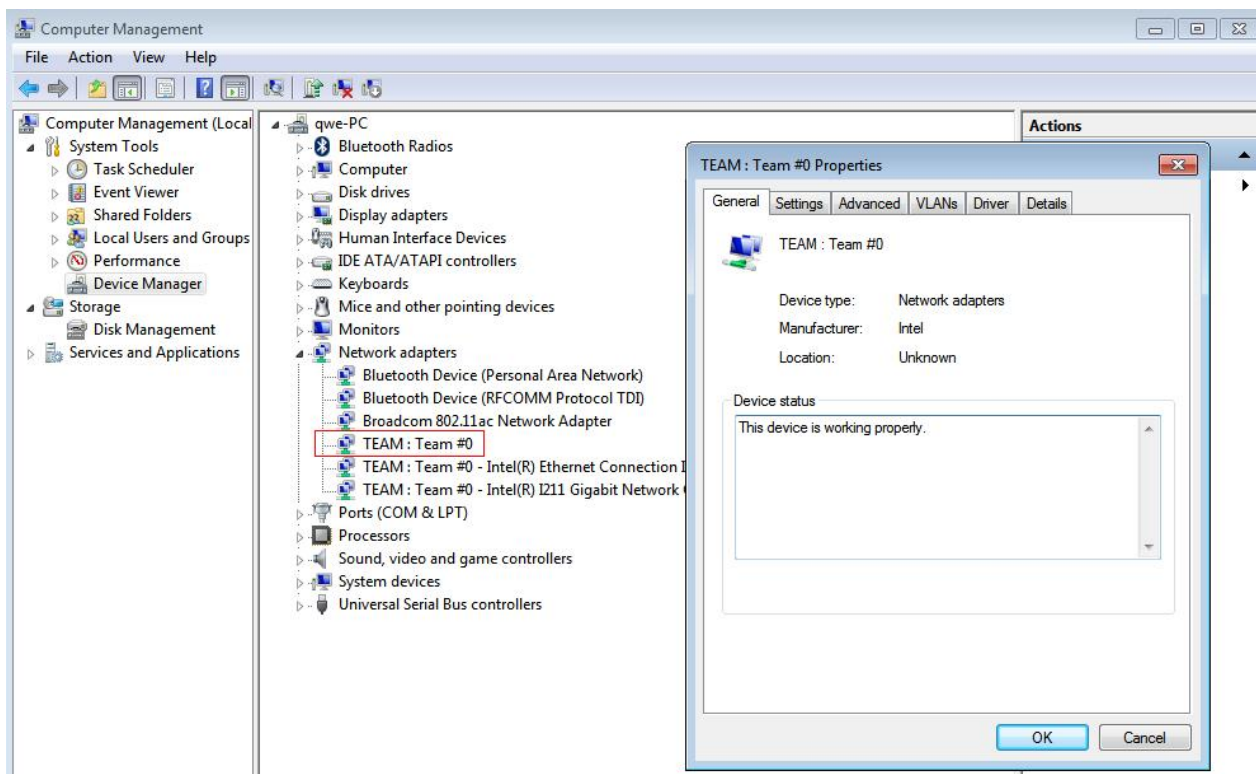 Computer Management
File Action View Help
Computer Management (Local
System Tools
Task Scheduler
Event Viewer
Shared Folders
Local Users and Groups
Performance
Device Manager
Storage
Disk Management
Services and Applications
qwe-PC
Bluetooth Radios
Computer
Disk drives
Display adapters
Human Interface Devices
IDE ATA/ATAPI controllers
Keyboards
Mice and other pointing devices
Monitors
Network adapters
Bluetooth Device (Personal Area Network)
Bluetooth Device (RFCOMM Protocol TDI)
Broadcom 802.11ac Network Adapter
TEAM : Team #0
TEAM : Team #0 - Intel(R) Ethernet Connection I
TEAM : Team #0 - Intel(R) I211 Gigabit Network
Ports (COM & LPT)
Processors
Sound, video and game controllers
System devices
Universal Serial Bus controllers
Actions
TEAM : Team #0 Properties
General Settings Advanced VLANs Driver Details
TEAM : Team #0
Device type: Network adapters
Manufacturer: Intel
Location: Unknown
Device status
This device is working properly.
OK Cancel